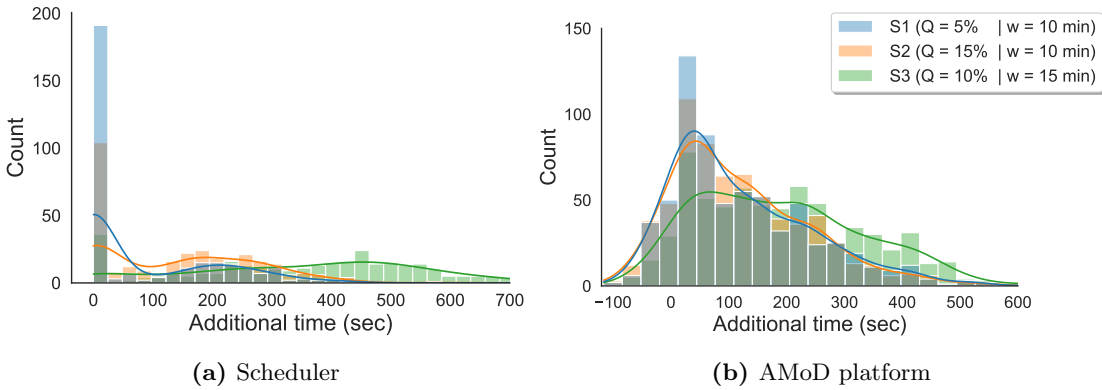 200
150
100
50
0
Count
0 100 200 300 400 500 600 700
Additional time (sec)
(a) Scheduler
150
100
50
0
Count
−100 0 100 200 300 400 500 600
Additional time (sec)
(b) AMoD platform
S1 (Q = 5% | w = 10 min)
S2 (Q = 15% | w = 10 min)
S3 (Q = 10% | w = 15 min)